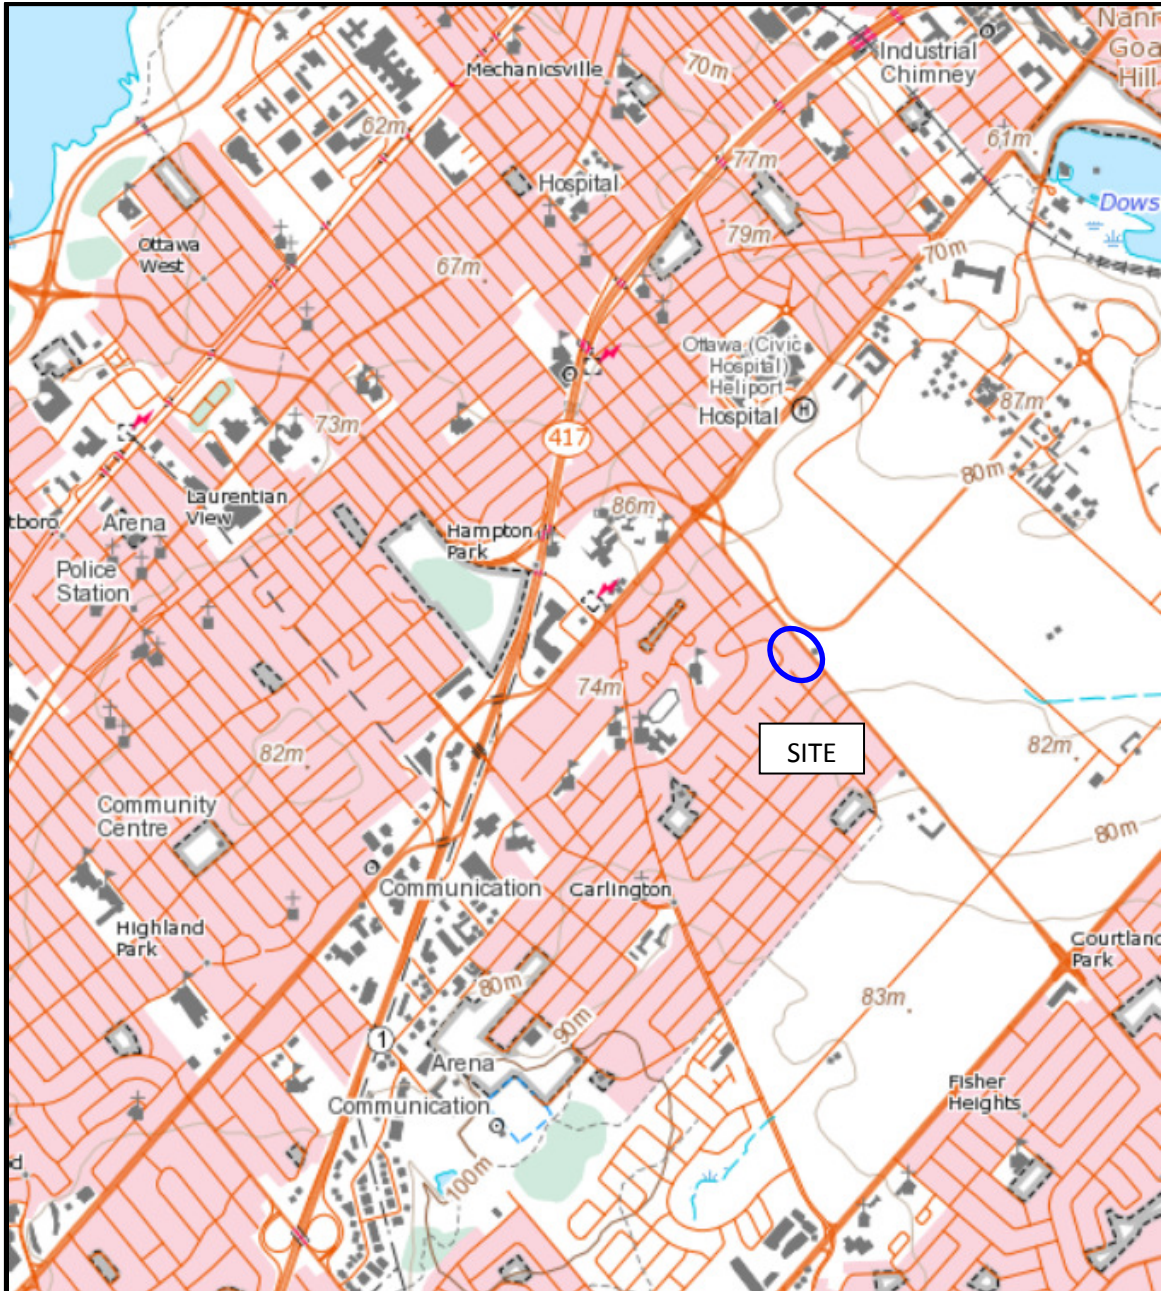 Nanr
Goa
Hill
Industrial
Chimney
Mechanicsville
70m
62m
61m
77m
Hospital
Dows
79m
70m
Ottawa
West
67m
Ottawa (Civic
Hospital)
Heliport
Hospital
H
87m
73m
417
80m
Laurentian
View
86m
tboro
Arena
Hampton
Park
Police
Station
74m
82m
SITE
82m
Community
Centre
80m
Communication
Carlington
Highland
Park
Courtland
Park
80m
83m
90m
1
Arena
Fisher
Heights
Communication
d
100m